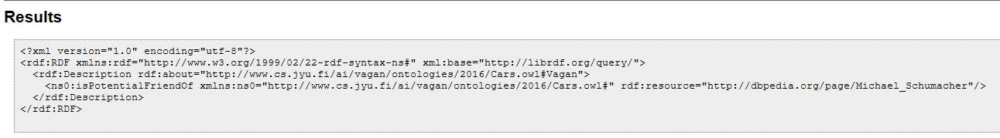 Results
<?xml version="1.0" encoding="utf-8"?>
<rdf:RDF xmlns:rdf="http://www.w3.org/1999/02/22-rdf-syntax-ns#" xml:base="http://librdf.org/query/">
  <rdf:Description rdf:about="http://www.cs.jyu.fi/ai/vagan/ontologies/2016/Cars.owl#Vagan">
    <ns0:isPotentialFriendOf xmlns:ns0="http://www.cs.jyu.fi/ai/vagan/ontologies/2016/Cars.owl#" rdf:resource="http://dbpedia.org/page/Michael_Schumacher"/>
  </rdf:Description>
</rdf:RDF>